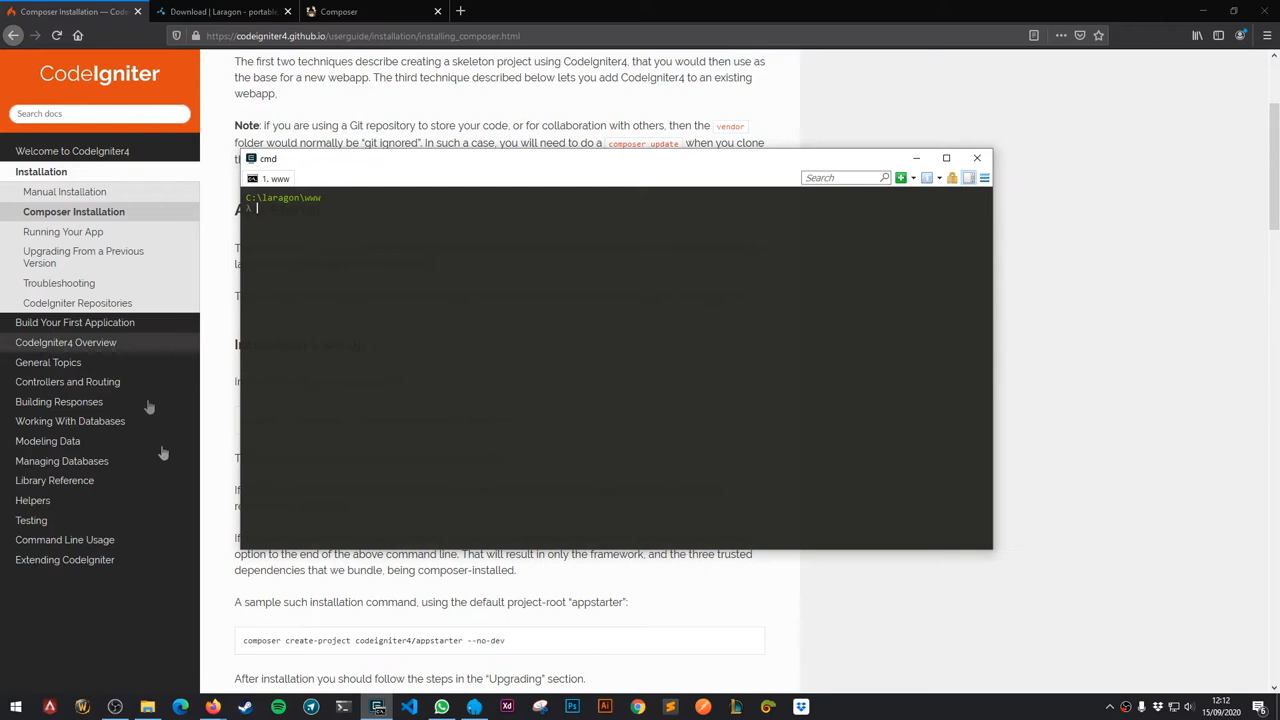 Composer Installation — Code
Download | Laragon - portable,
Composer
https://codeigniter4.github.io/userguide/installation/installing_composer.html
CodeIgniter
Search docs
Welcome to CodeIgniter4
Installation
Manual Installation
Composer Installation
Running Your App
Upgrading From a Previous
Version
Troubleshooting
CodeIgniter Repositories
Build Your First Application
CodeIgniter4 Overview
General Topics
Controllers and Routing
Building Responses
Working With Databases
Modeling Data
Managing Databases
Library Reference
Helpers
Testing
Command Line Usage
Extending CodeIgniter
The first two techniques describe creating a skeleton project using CodeIgniter4, that you would then use as
the base for a new webapp. The third technique described below lets you add CodeIgniter4 to an existing
webapp,
Note: if you are using a Git repository to store your code, or for collaboration with others, then the vendor
folder would normally be “git ignored”. In such a case, you will need to do a composer update when you clone
cmd
1. www
Search
C:\laragon\www
λ
option to the end of the above command line. That will result in only the framework, and the three trusted
dependencies that we bundle, being composer-installed.
A sample such installation command, using the default project-root “appstarter”:
composer create-project codeigniter4/appstarter --no-dev
After installation you should follow the steps in the “Upgrading” section.
12:12
15/09/2020